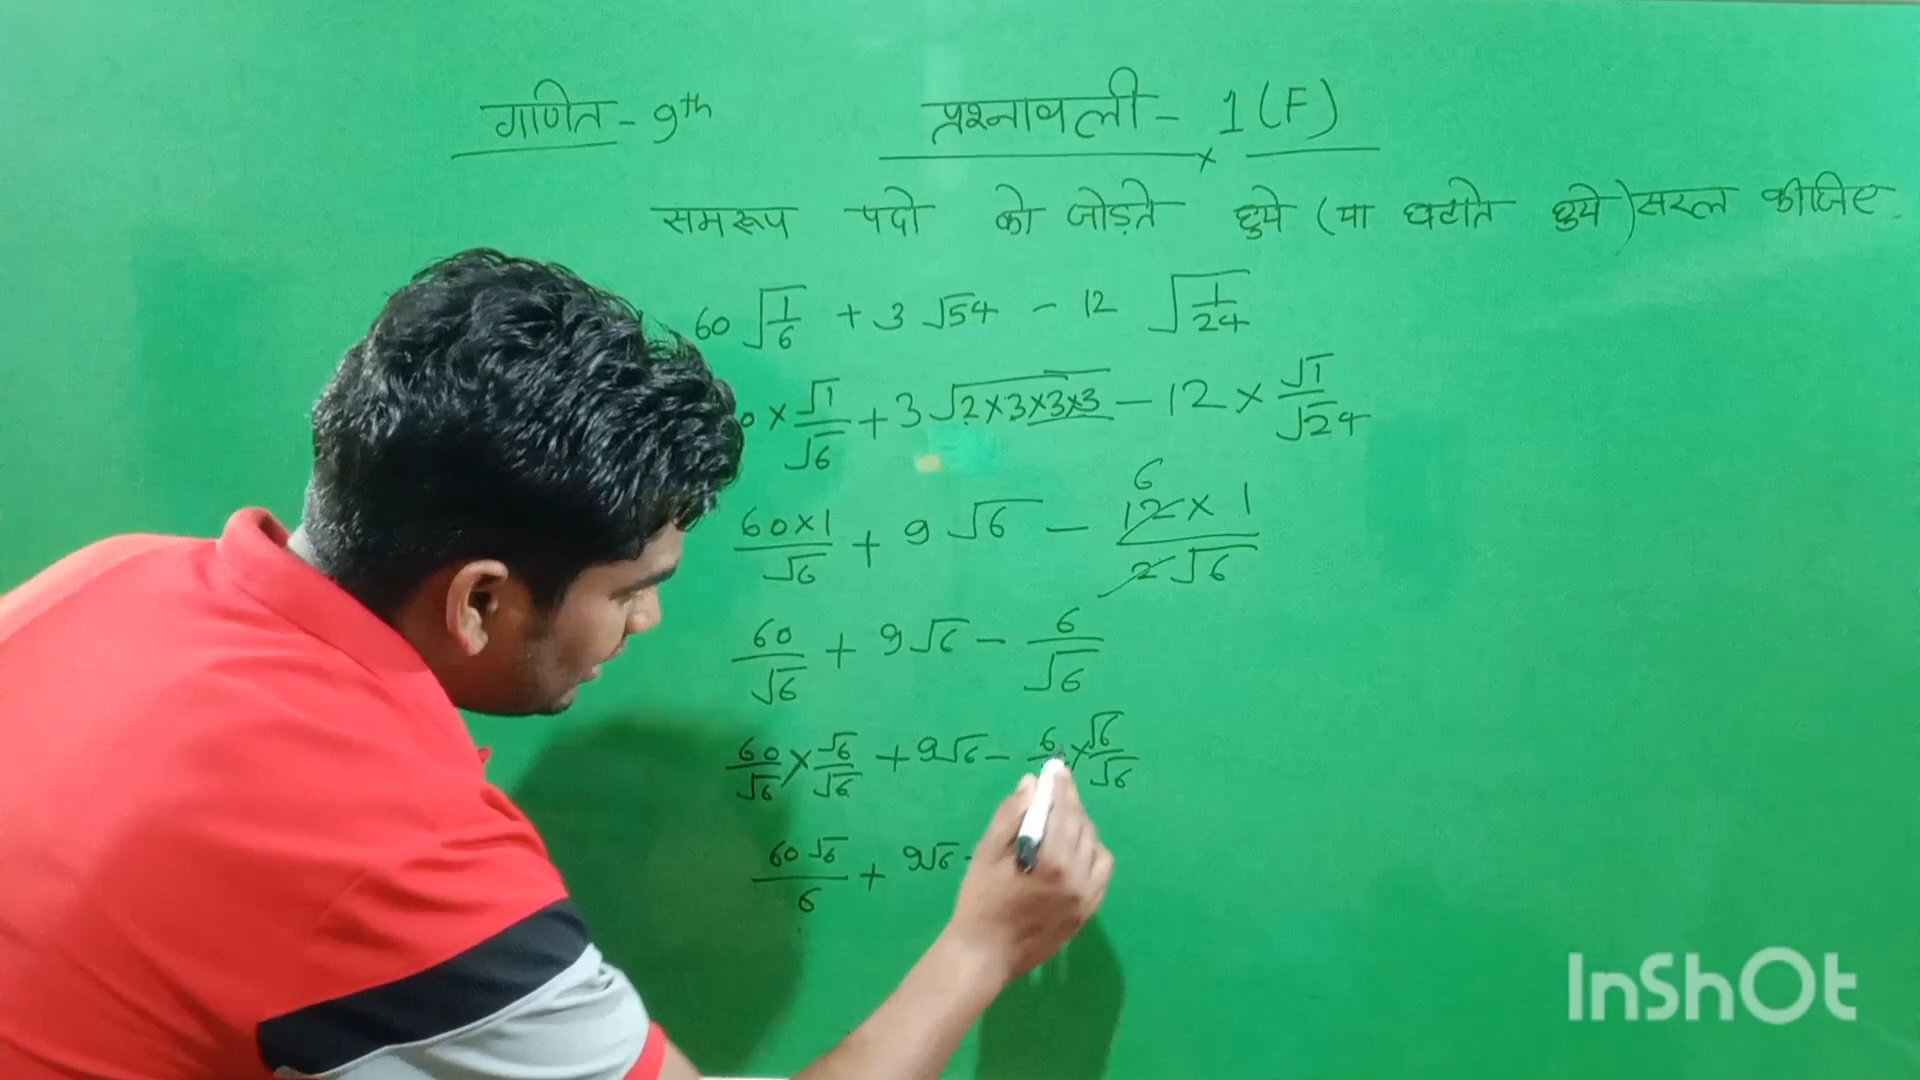 गणित - 9th प्रश्नावली - 1(F)
समरूप पदो को जोड़ते हुये (या घटाते हुये) सरल कीजिए.
60 √(1/6) + 3 √54 - 12 √(1/24)
0 × √1/√6 + 3 √(2×3×3×3) - 12 × √1/√24
60×1/√6 + 9√6 - 6 12×1/2√6
60/√6 + 9√6 - 6/√6
60/√6 × √6/√6 + 9√6 - 6 × √6/√6
60√6/6 + 9√6 -
InShOt